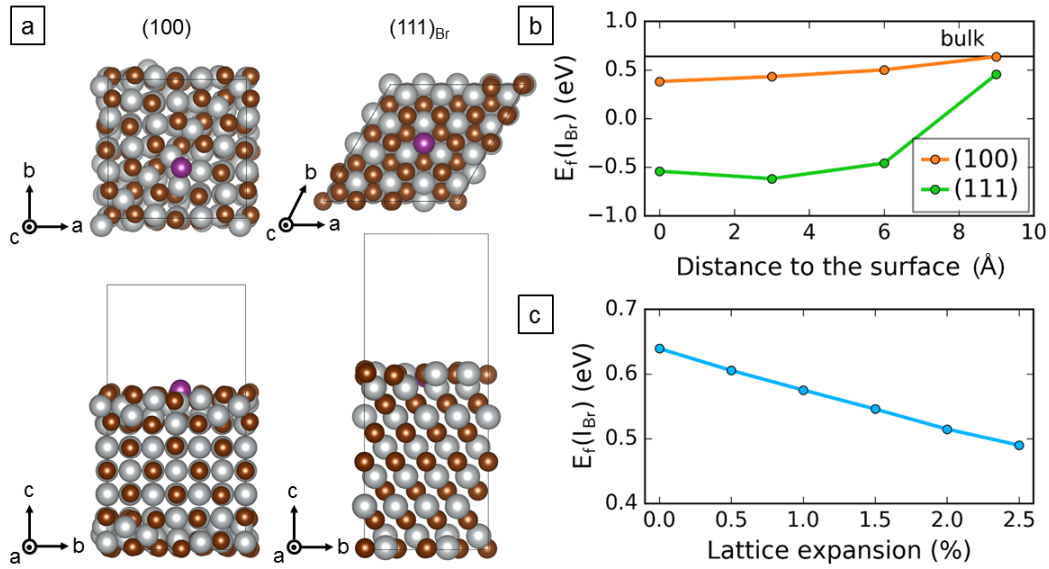 a
(100)
(111)Br
b
c
a
b
c
a
c
a
b
c
a
b
b
1.0
0.5
0.0
−0.5
−1.0
Ef(IBr) (eV)
bulk
(100)
(111)
0
2
4
6
8
10
Distance to the surface (Å)
c
0.7
0.6
0.5
0.4
Ef(IBr) (eV)
0.0
0.5
1.0
1.5
2.0
2.5
Lattice expansion (%)